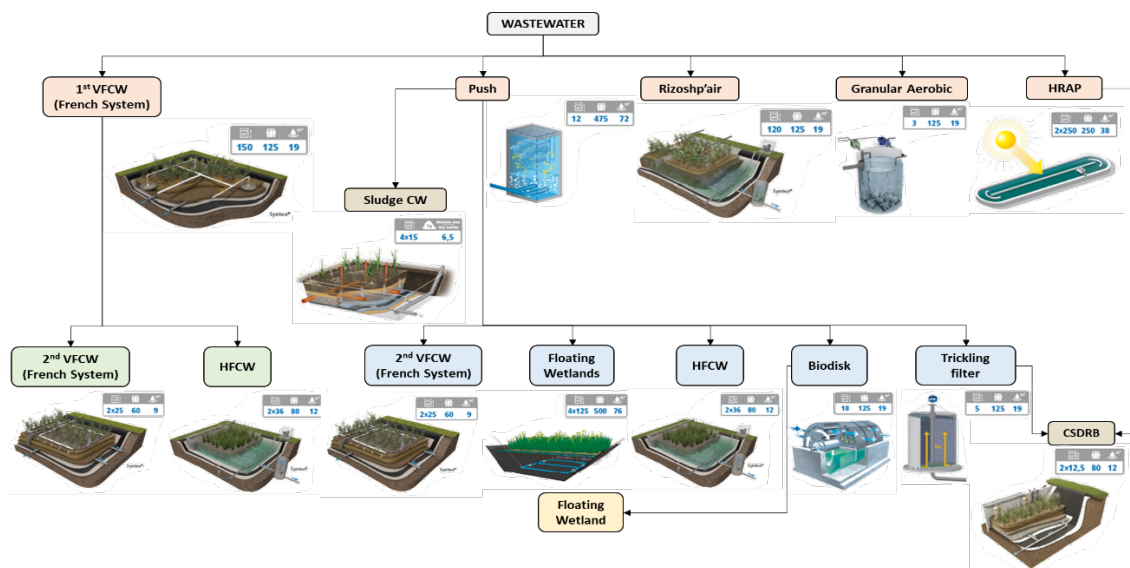 WASTEWATER
1st VFCW
(French System)
Push
Rizoshp'air
Granular Aerobic
HRAP
150 125 19
12 475 72
120 125 19
3 125 19
2x250 250 38
Syntea®
Sludge CW
4x15 6,5
2nd VFCW
(French System)
HFCW
2nd VFCW
(French System)
Floating
Wetlands
HFCW
Biodisk
Trickling
filter
2x25 60 9
2x36 80 12
2x25 60 9
4x125 500 76
2x36 80 12
18 125 19
5 125 19
CSDRB
2x12,5 80 12
Floating
Wetland